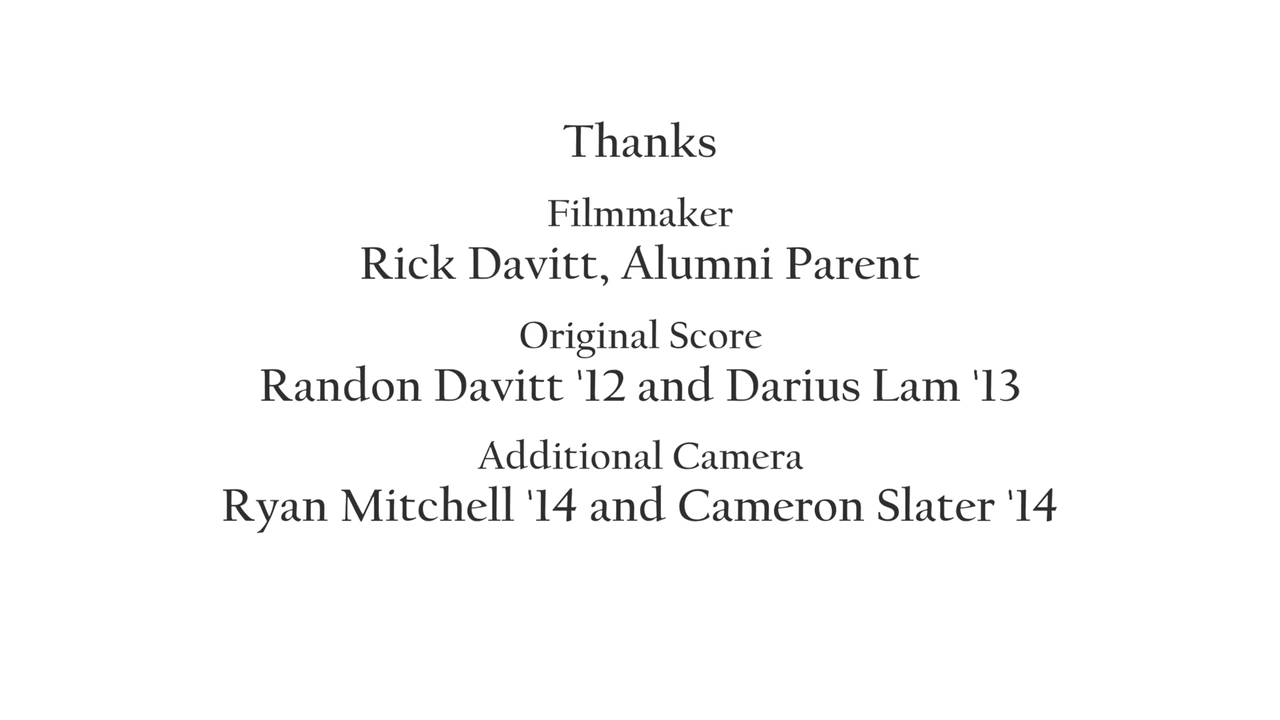 Thanks
Filmmaker
Rick Davitt, Alumni Parent
Original Score
Randon Davitt '12 and Darius Lam '13
Additional Camera
Ryan Mitchell '14 and Cameron Slater '14